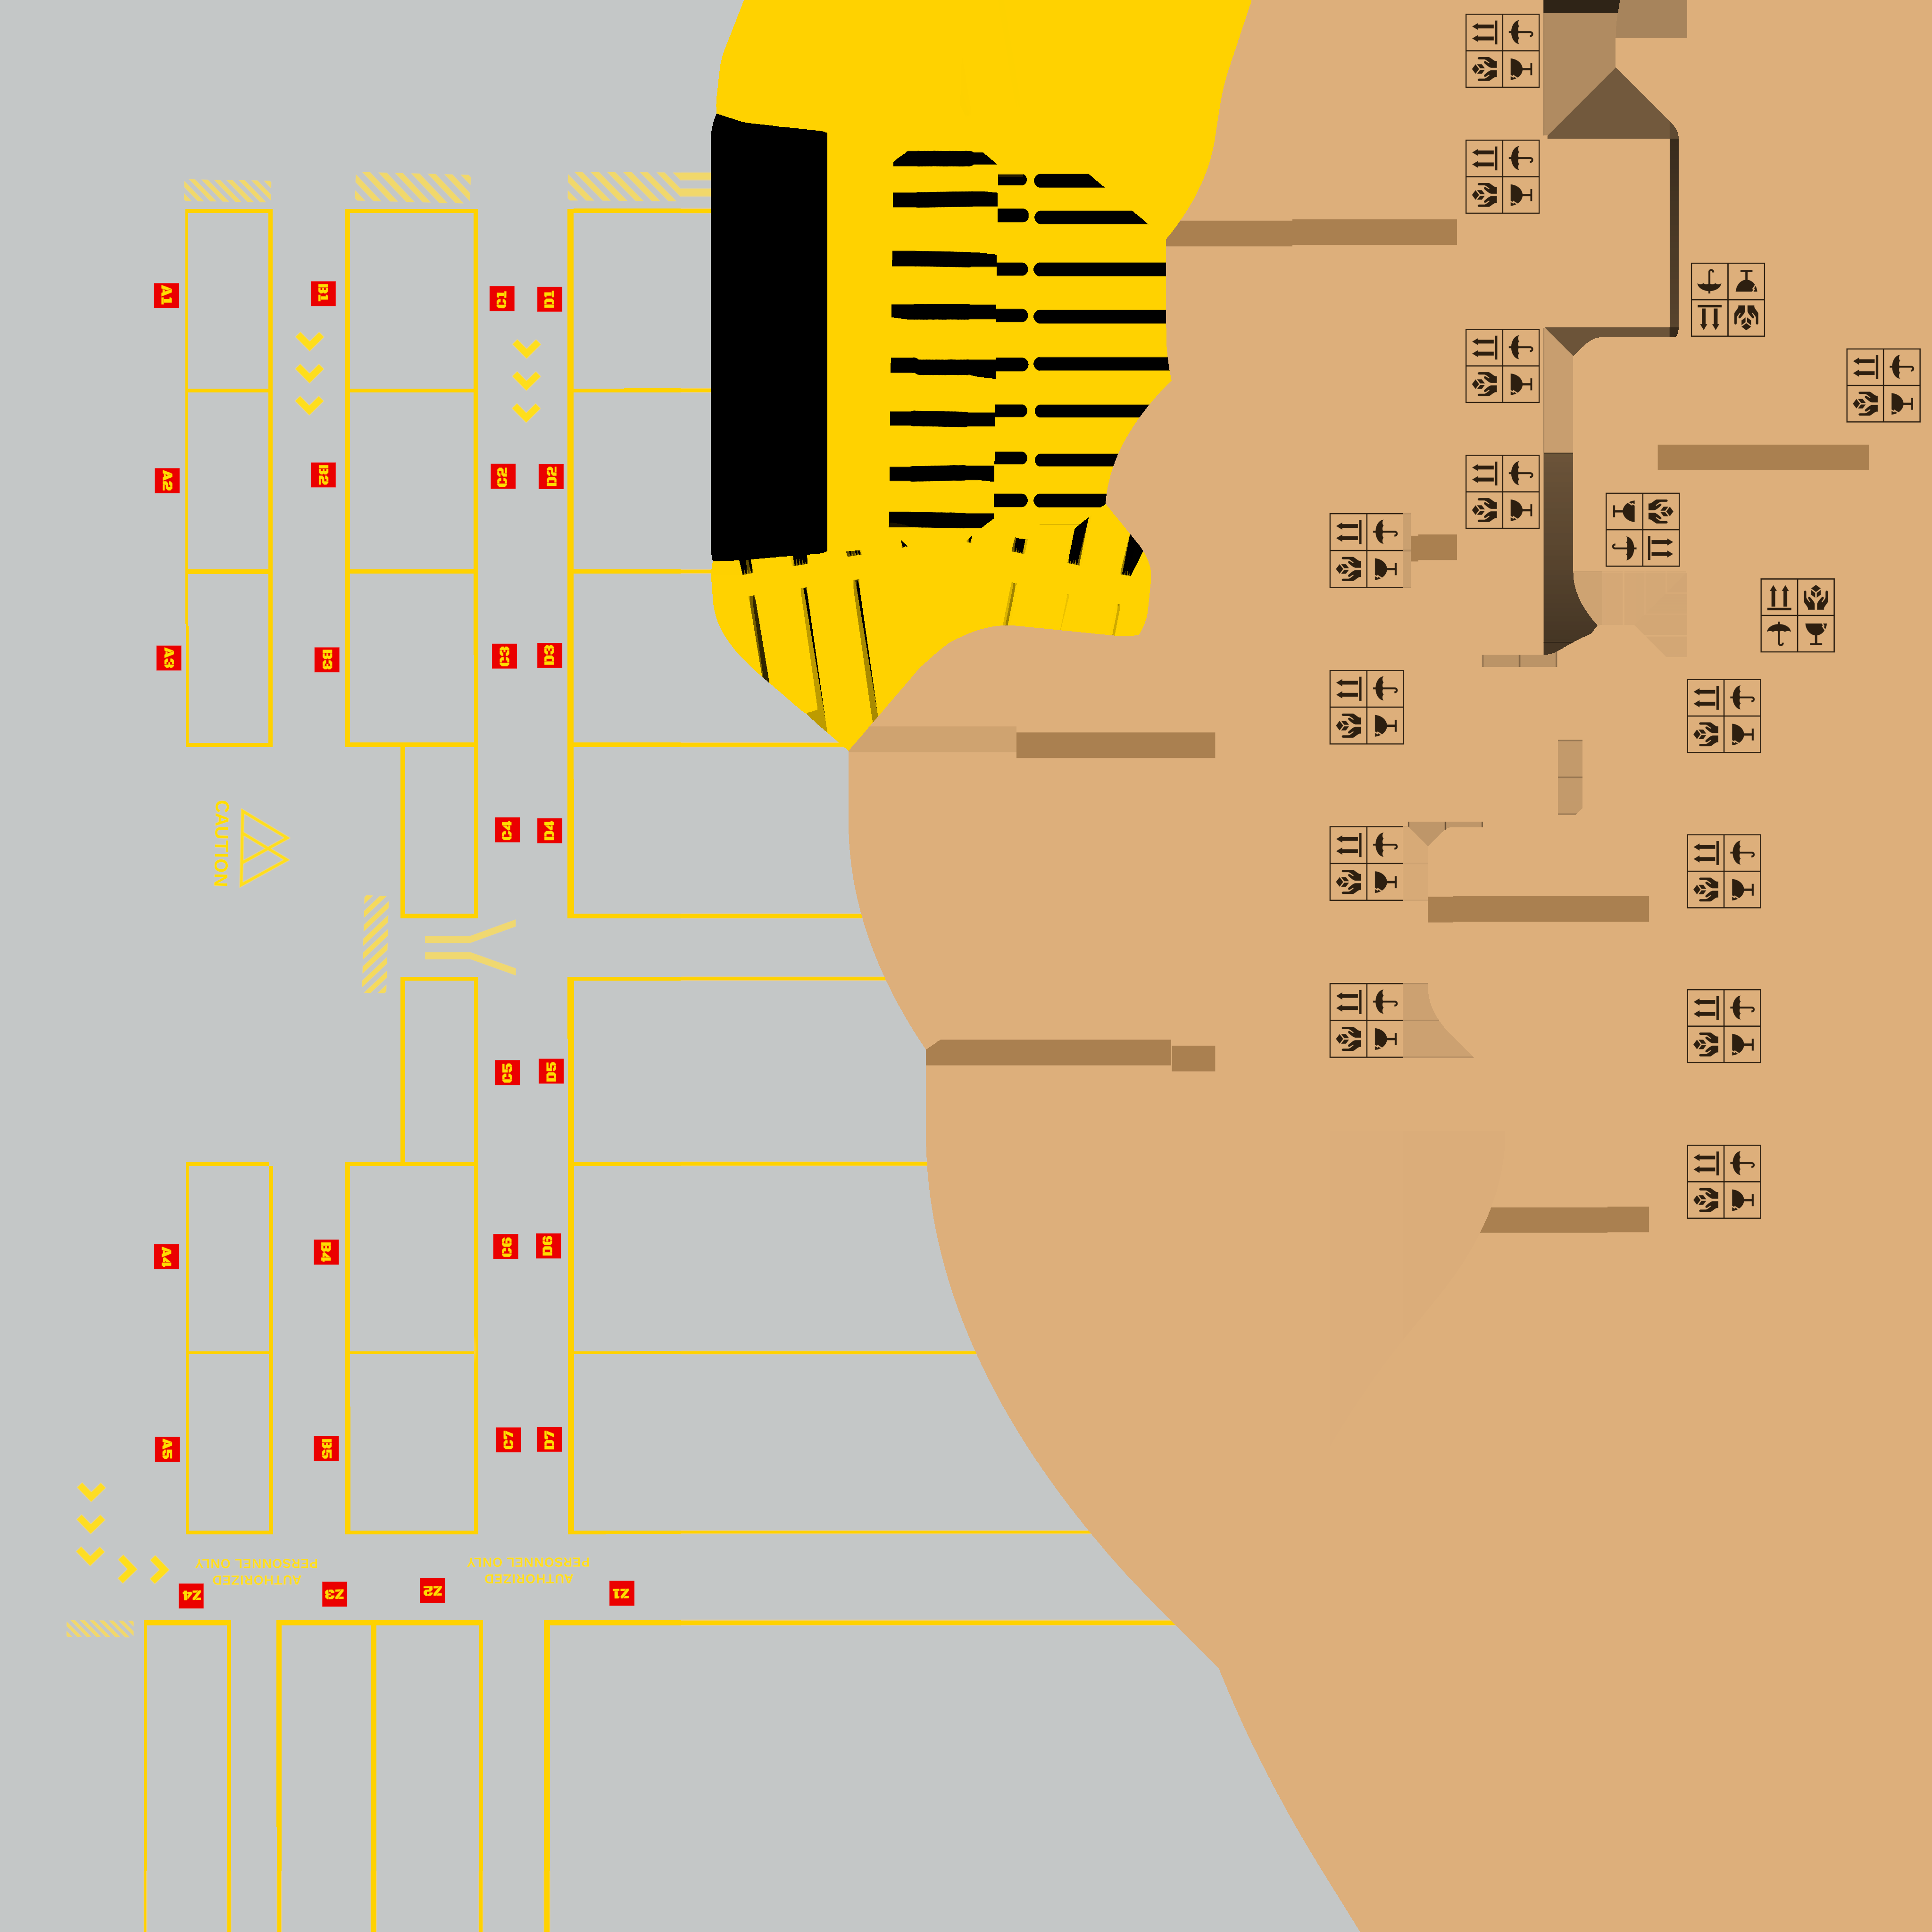 A1
B1
C1
D1
A2
B2
C2
D2
A3
B3
C3
D3
CAUTION
C4
D4
C5
D5
A4
B4
C6
D6
A5
B5
C7
D7
AUTHORIZED
PERSONNEL ONLY
AUTHORIZED
PERSONNEL ONLY
Z4
Z3
Z2
Z1